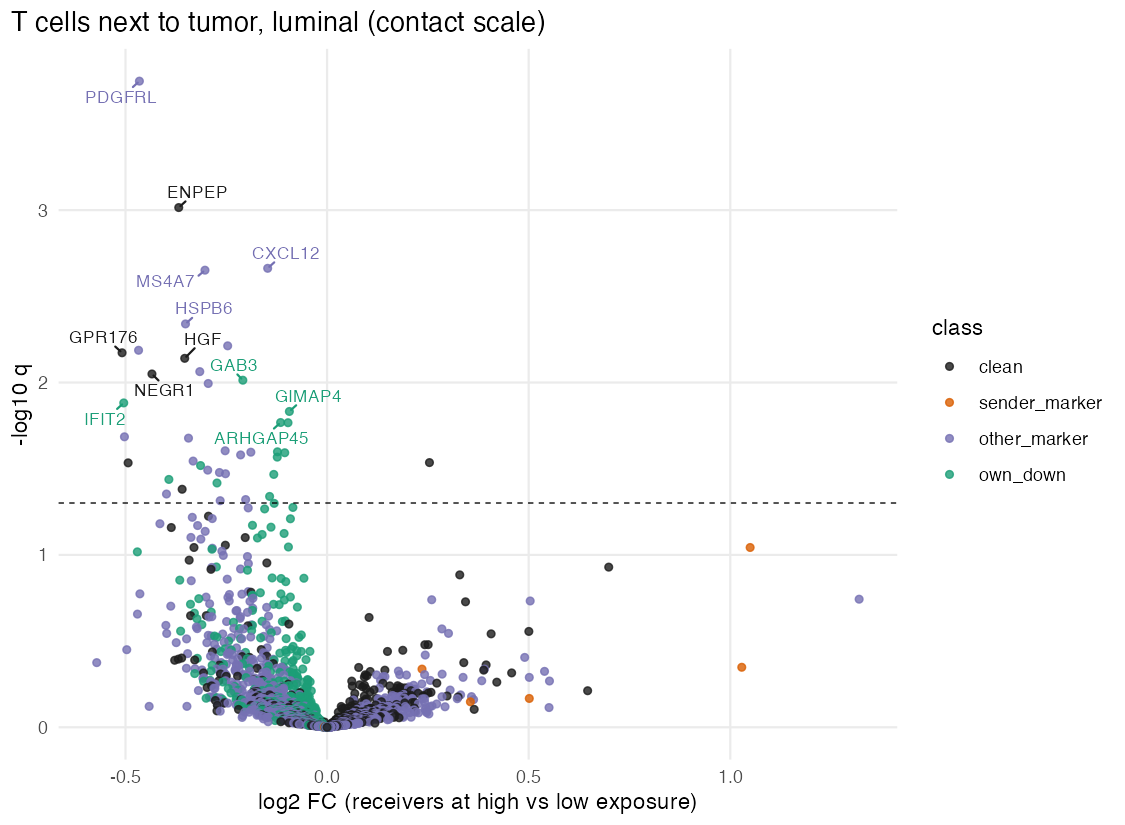 T cells next to tumor, luminal (contact scale)
PDGFRL
ENPEP
CXCL12
MS4A7
HSPB6
GPR176
HGF
GAB3
NEGR1
GIMAP4
IFIT2
ARHGAP45
3
2
1
0
-log10 q
-0.5
0.0
0.5
1.0
log2 FC (receivers at high vs low exposure)
class
clean
sender_marker
other_marker
own_down